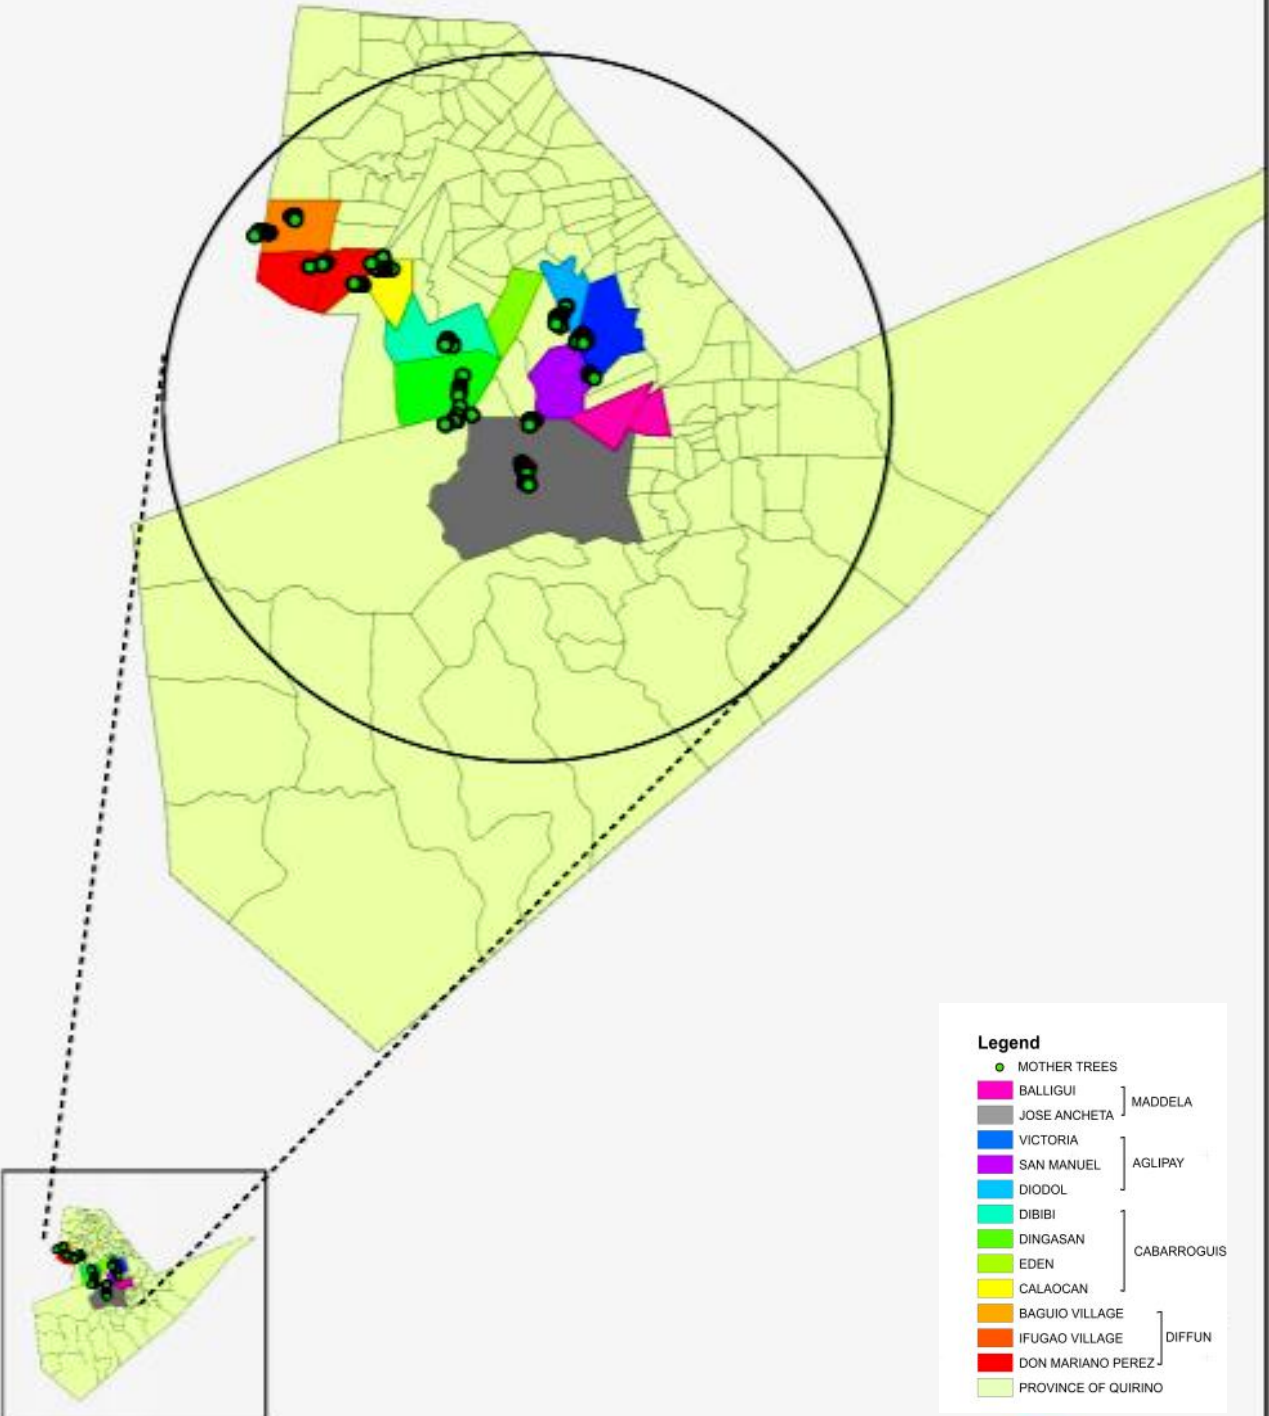 Legend
MOTHER TREES
BALLIGUI
JOSE ANCHETA
MADDELA
VICTORIA
SAN MANUEL
DIODOL
AGLIPAY
DIBIBI
DINGASAN
EDEN
CALAOCAN
CABARROGUIS
BAGUIO VILLAGE
IFUGAO VILLAGE
DON MARIANO PEREZ
DIFFUN
PROVINCE OF QUIRINO